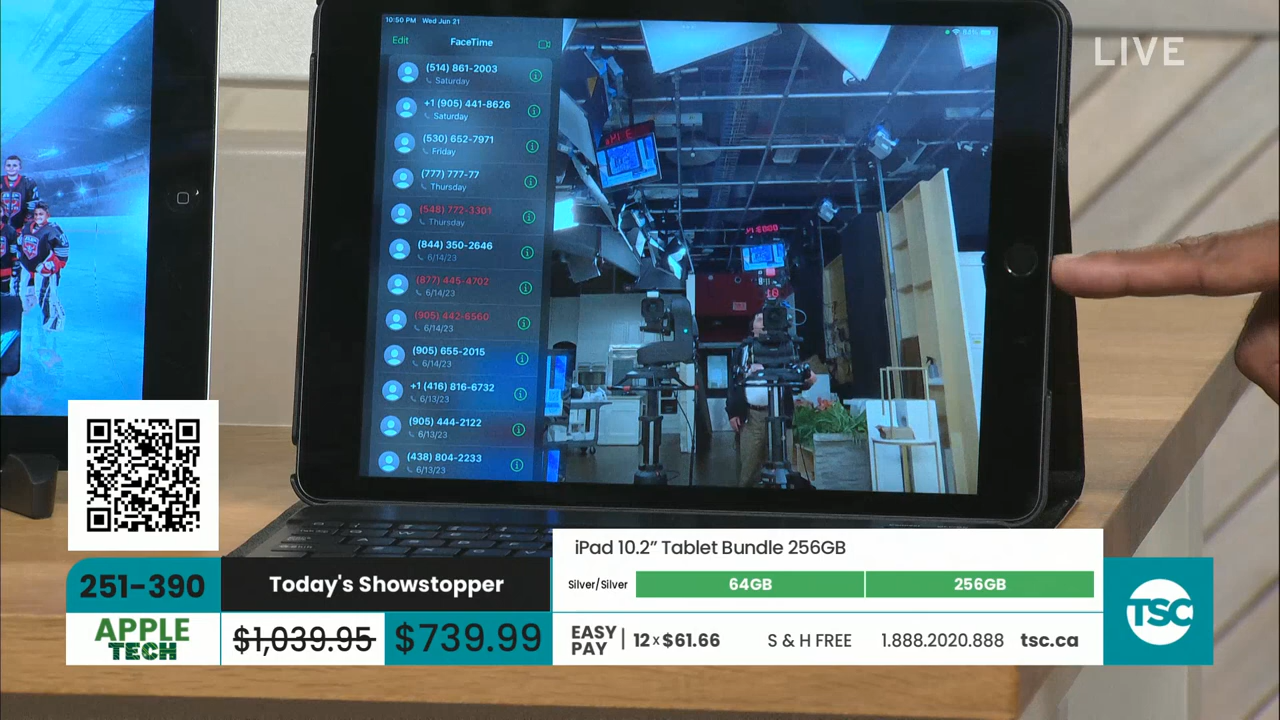 10:50 PM Wed Jun 21
Edit
FaceTime
(514) 861-2003
Saturday
+1 (905) 441-8626
Saturday
(530) 652-7971
Friday
(777) 777-77
Thursday
(548) 772-3301
Thursday
(844) 350-2646
6/14/23
(877) 445-4702
6/14/23
(905) 442-6560
6/14/23
(905) 655-2015
6/14/23
+1 (416) 816-6732
6/13/23
(905) 444-2122
6/13/23
(438) 804-2233
6/13/23
LIVE
251-390
Today's Showstopper
iPad 10.2” Tablet Bundle 256GB
Silver/Silver 64GB 256GB
APPLE
TECH
$1,039.95 $739.99
EASY
PAY
12x$61.66 S & H FREE 1.888.2020.888 tsc.ca
TSC